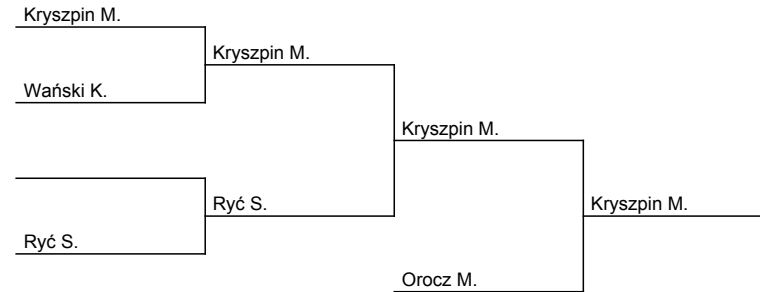 Kryszpin M.
Kryszpin M.
Wański K.
Kryszpin M.
Ryć S.
Kryszpin M.
Ryć S.
Orocz M.